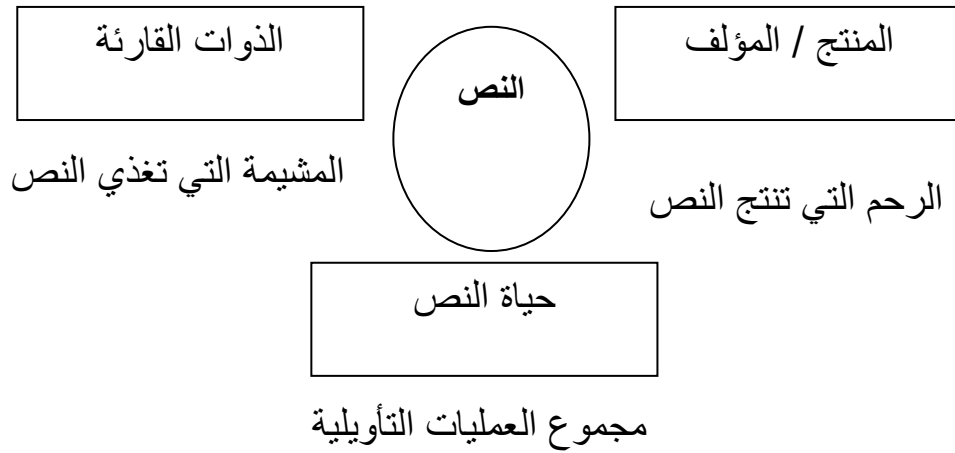 المنتج / المؤلف
النص
الذوات القارئة
الرحم التي تنتج النص
المشيمة التي تغذي النص
حياة النص
مجموع العمليات التأويلية